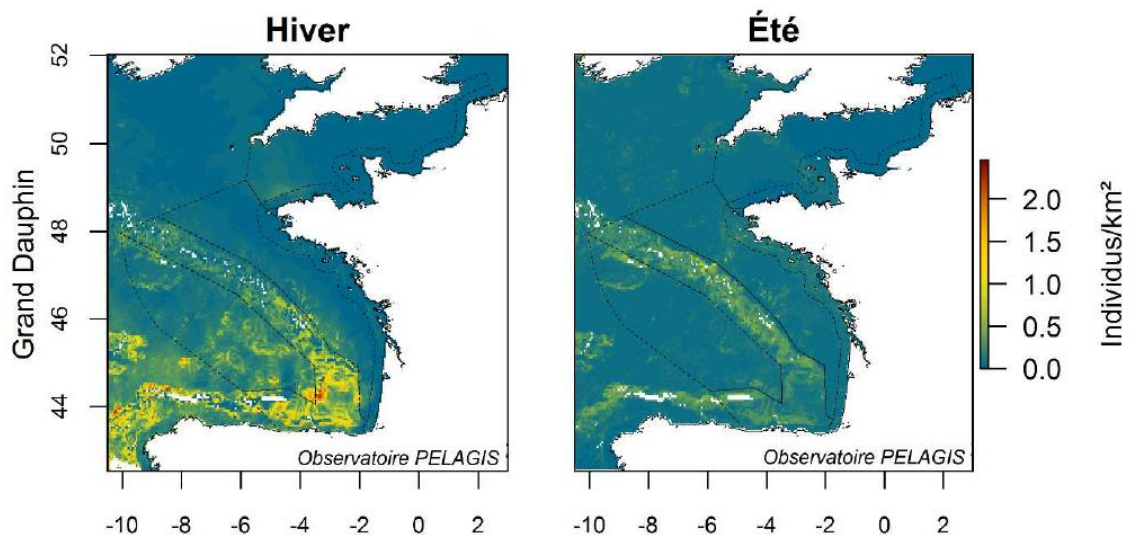 Hiver
Été
52
50
48
46
44
Grand Dauphin
Observatoire PELAGIS
Observatoire PELAGIS
2.0
1.5
1.0
0.5
0.0
Individus/km²
-10 -8 -6 -4 -2 0 2
-10 -8 -6 -4 -2 0 2